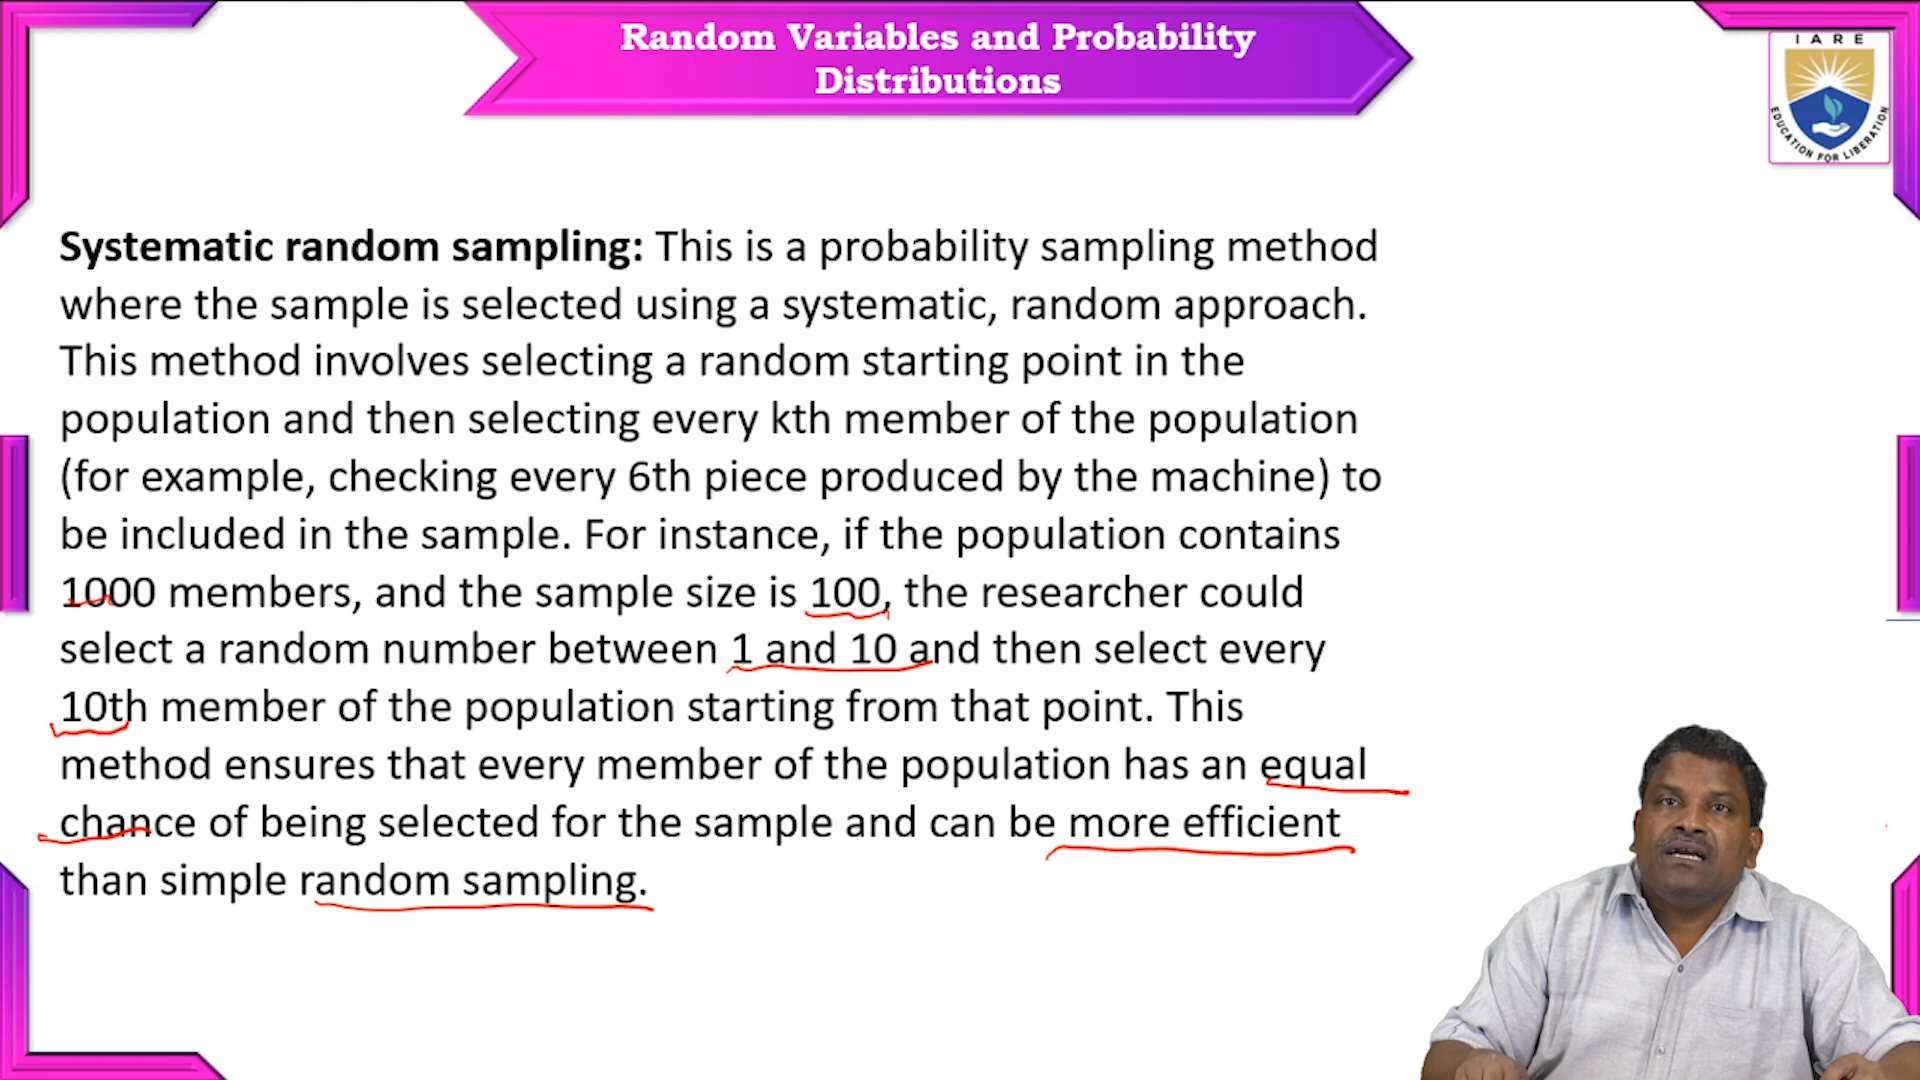 Random Variables and Probability
Distributions
I A R E
EDUCATION FOR LIBERATION
Systematic random sampling: This is a probability sampling method
where the sample is selected using a systematic, random approach.
This method involves selecting a random starting point in the
population and then selecting every kth member of the population
(for example, checking every 6th piece produced by the machine) to
be included in the sample. For instance, if the population contains
1000 members, and the sample size is 100, the researcher could
select a random number between 1 and 10 and then select every
10th member of the population starting from that point. This
method ensures that every member of the population has an equal
chance of being selected for the sample and can be more efficient
than simple random sampling.